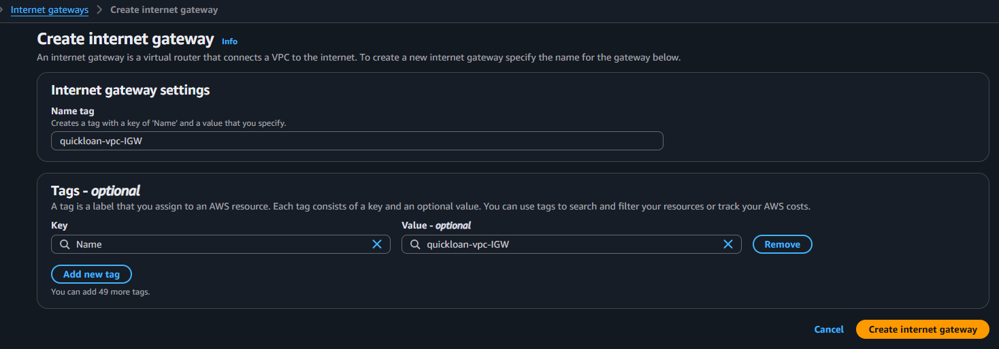 Internet gateways > Create internet gateway
Create internet gateway Info
An internet gateway is a virtual router that connects a VPC to the internet. To create a new internet gateway specify the name for the gateway below.
Internet gateway settings
Name tag
Creates a tag with a key of 'Name' and a value that you specify.
quickloan-vpc-IGW
Tags - optional
A tag is a label that you assign to an AWS resource. Each tag consists of a key and an optional value. You can use tags to search and filter your resources or track your AWS costs.
Key Value - optional
Name quickloan-vpc-IGW Remove
Add new tag
You can add 49 more tags.
Cancel Create internet gateway